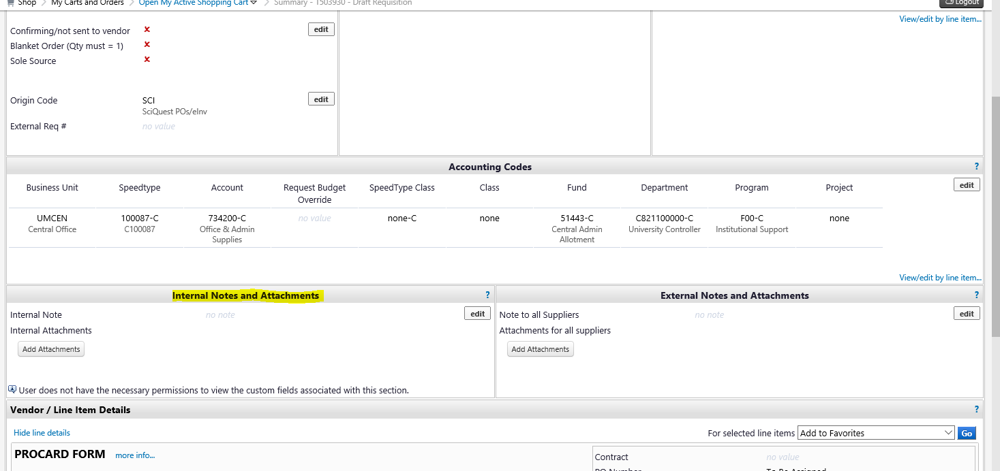 Shop My Carts and Orders Open My Active Shopping Cart Summary - 1503930 - Draft Requisition Logout
View/edit by line item...
Confirming/not sent to vendor x edit
Blanket Order (Qty must = 1) x
Sole Source x
Origin Code SCI edit
SciQuest POs/eInv
External Req # no value
Accounting Codes ?
Business Unit Speedtype Account Request Budget Override SpeedType Class Class Fund Department Program Project edit
UMCEN 100087-C 734200-C no value none-C none 51443-C C821100000-C F00-C none
Central Office C100087 Office & Admin Supplies Central Admin Allotment University Controller Institutional Support
View/edit by line item...
Internal Notes and Attachments ? External Notes and Attachments ?
Internal Note no note edit Note to all Suppliers no note edit
Internal Attachments Attachments for all suppliers
Add Attachments Add Attachments
User does not have the necessary permissions to view the custom fields associated with this section.
Vendor / Line Item Details ?
Hide line details For selected line items Add to Favorites Go
PROCARD FORM more info... Contract no value
PO Number To Be Assigned